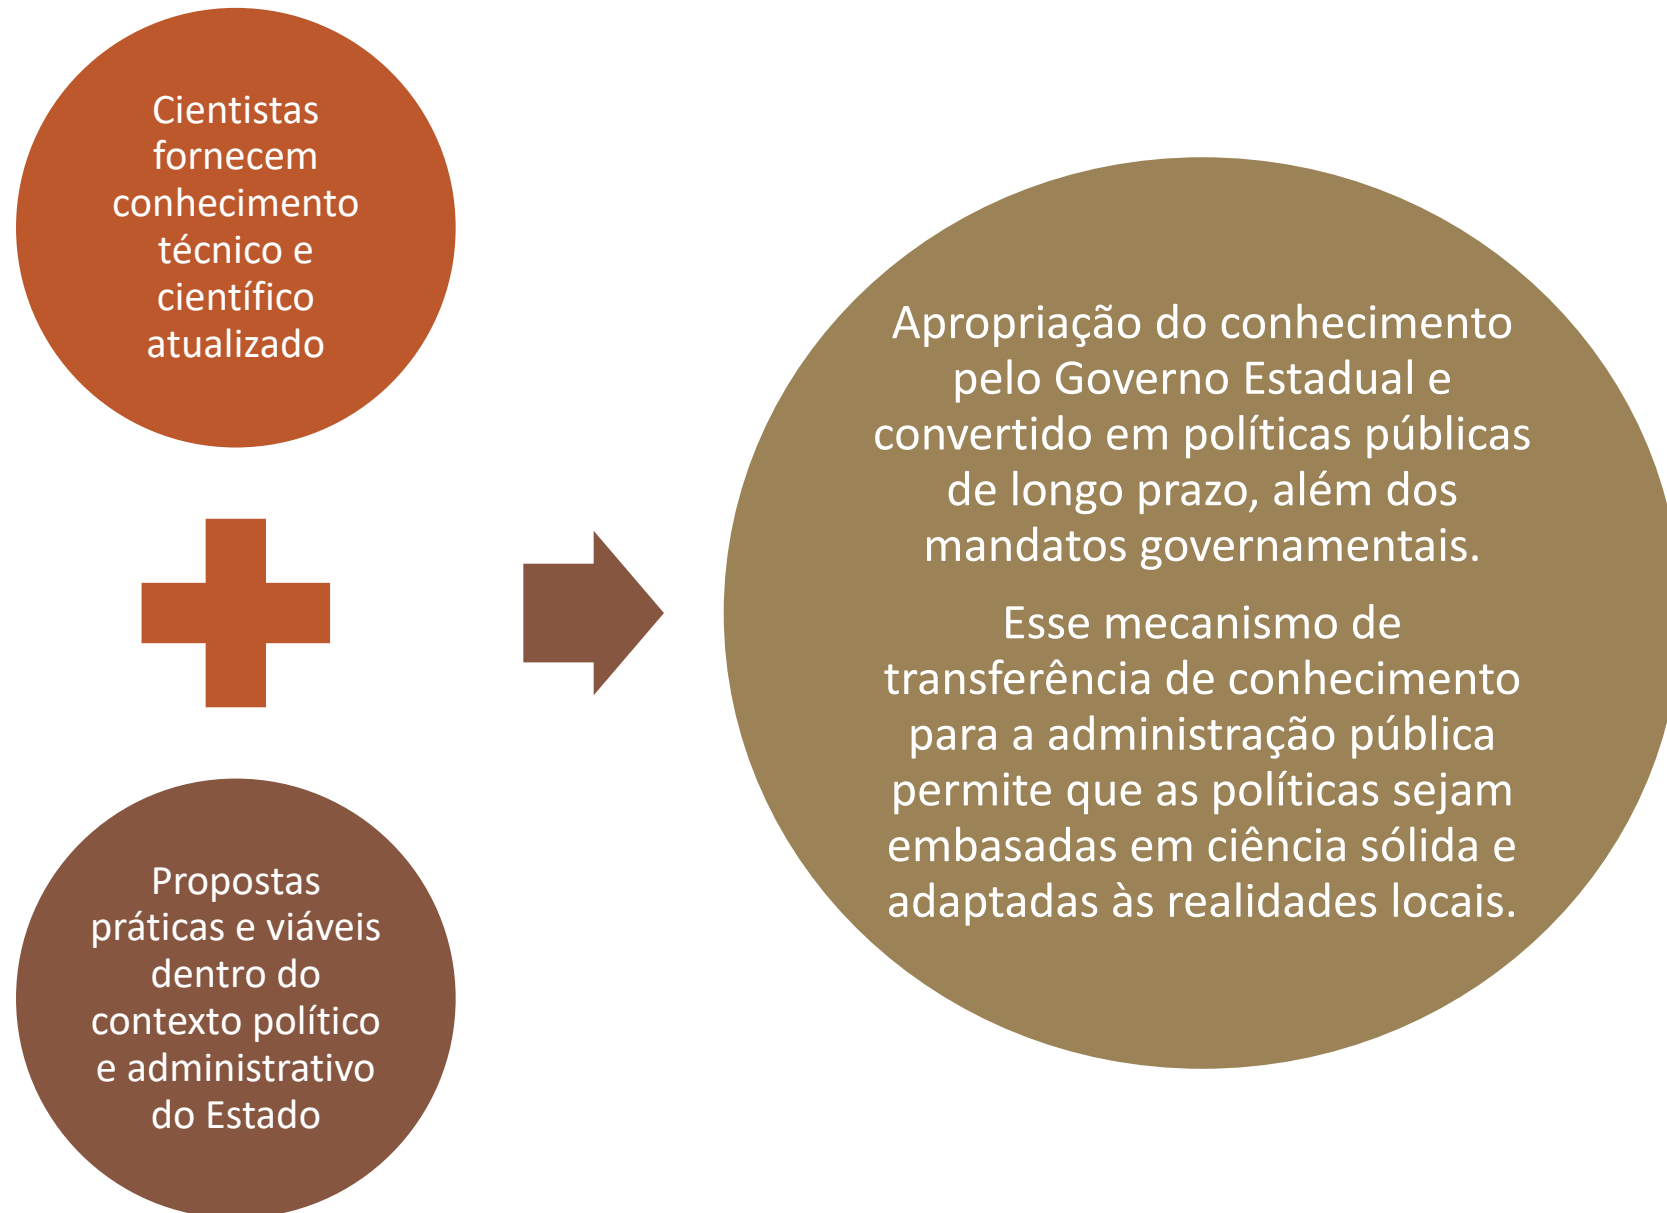 Cientistas
fornecem
conhecimento
técnico e
científico
atualizado
Propostas
práticas e viáveis
dentro do
contexto político
e administrativo
do Estado
Apropriação do conhecimento
pelo Governo Estadual e
convertido em políticas públicas
de longo prazo, além dos
mandatos governamentais.
Esse mecanismo de
transferência de conhecimento
para a administração pública
permite que as políticas sejam
embasadas em ciência sólida e
adaptadas às realidades locais.